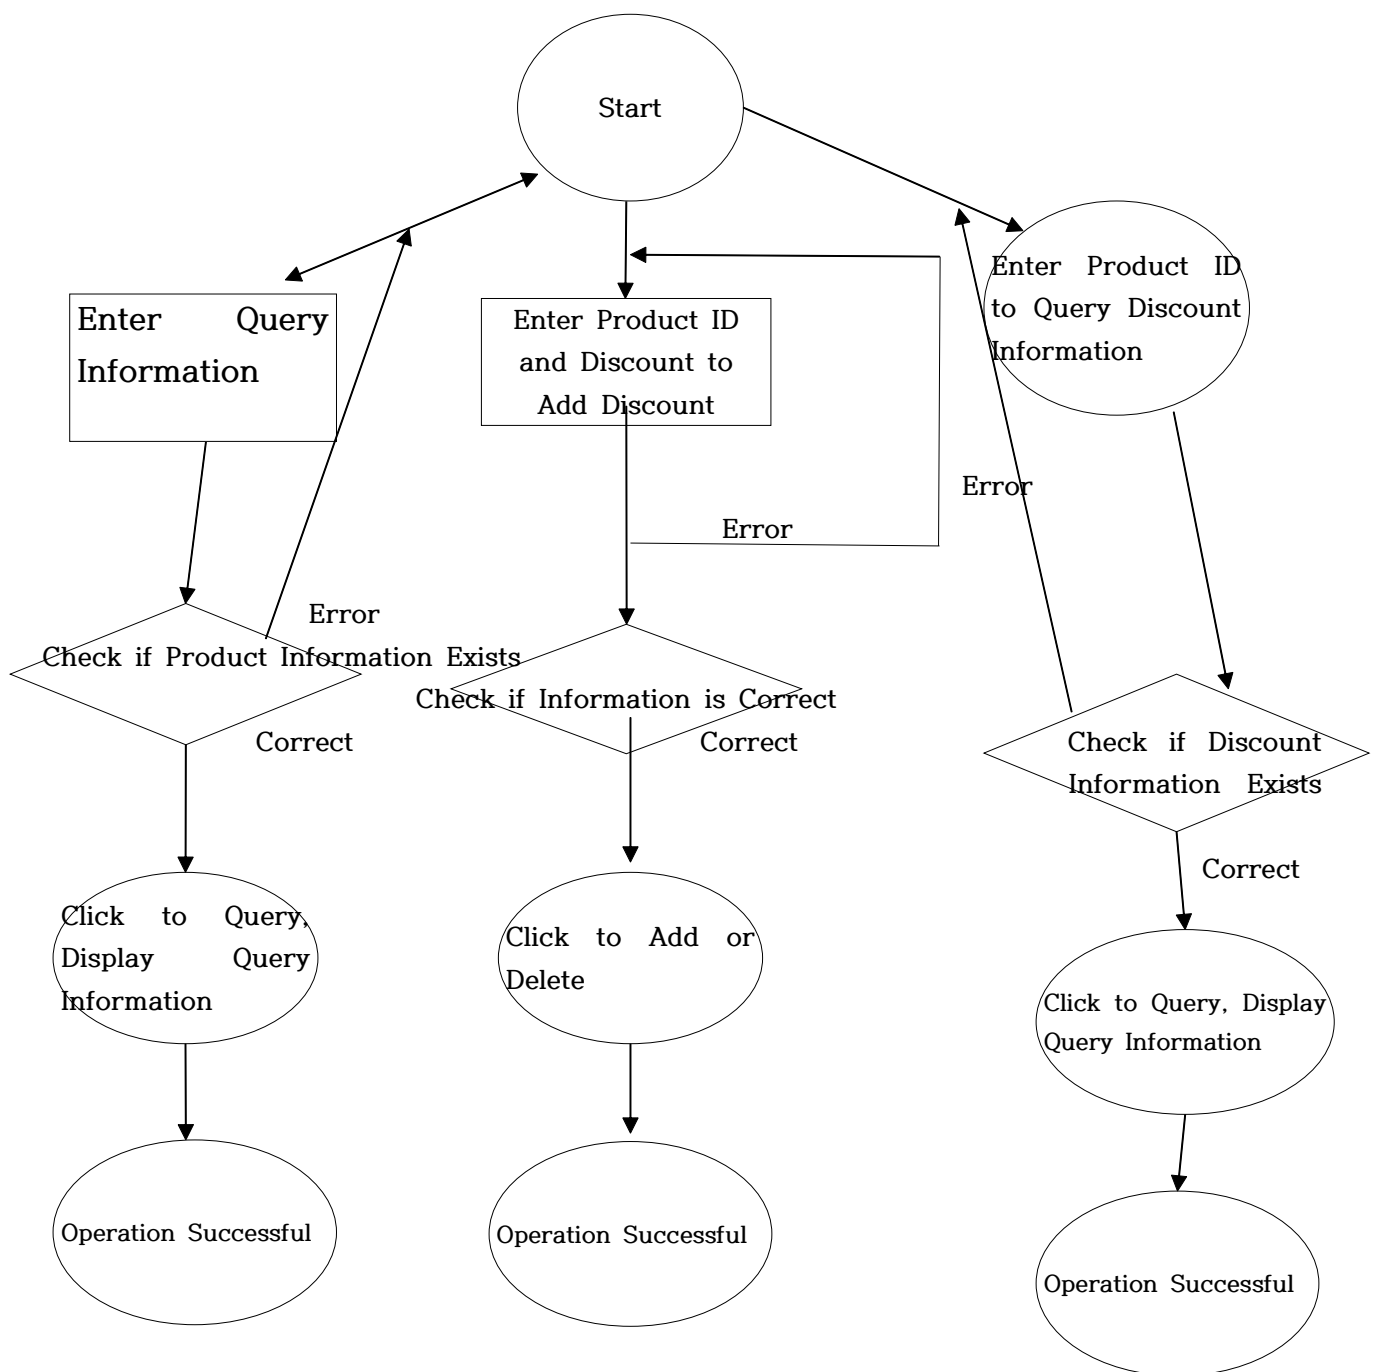 Start
Enter Query
Information
Enter Product ID
and Discount to
Add Discount
Enter Product ID
to Query Discount
Information
Error
Error
Error
Check if Product Information Exists
Check if Information is Correct
Correct
Correct
Check if Discount
Information Exists
Correct
Click to Query,
Display Query
Information
Click to Add or
Delete
Click to Query, Display
Query Information
Operation Successful
Operation Successful
Operation Successful